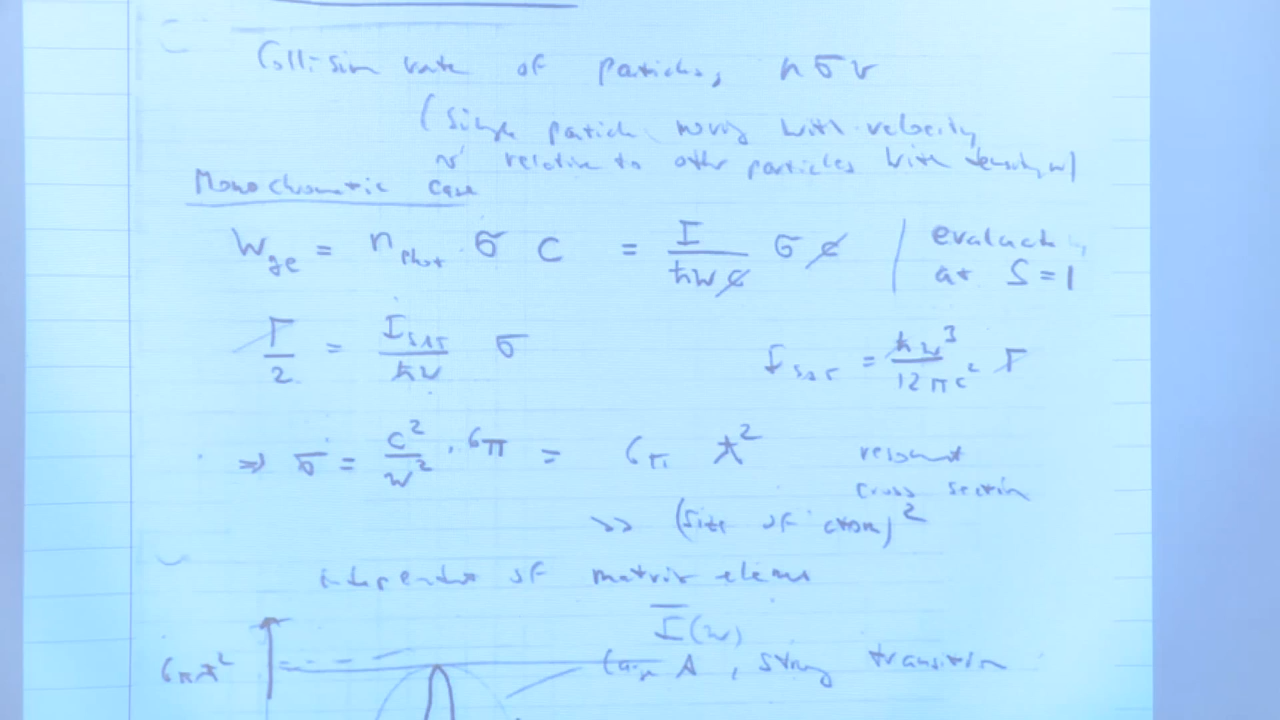 Collision rate of particles, n σ v
(Single particle moving with velocity
v relative to other particles with density n)
Monochromatic case
W_ge = n_phot σ c = I/(ħω c) σ c | evaluate at S = 1
Γ/2 = I_SAT/(ħω) σ I_SAT = ħω³/(12πc²) Γ
⇒ σ = c²/ω² · 6π = 6π ƛ² resonant
cross section
>> (size of atom)²
independent of matrix element
I(ω)
6πƛ² large A, strong transition